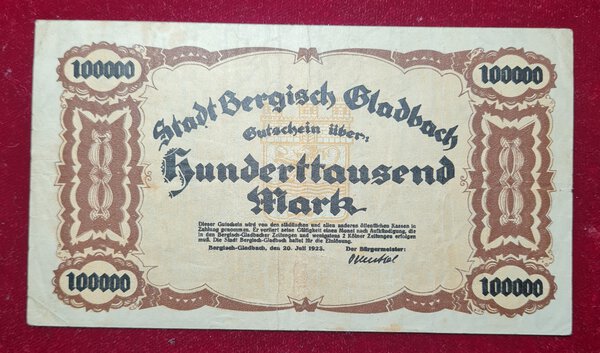 100000 100000
Stadt Bergisch Gladbach
Gutschein über:
Hunderttausend
Mark
Dieser Gutschein wird von den städtischen und allen anderen öffentlichen Kassen in
Zahlung genommen. Er verliert seine Gültigkeit einen Monat nach Aufkündigung, die
in den Bergisch-Gladbacher Zeitungen und wenigstens 2 Kölner Zeitungen erfolgen
muß. Die Stadt Bergisch-Gladbach haftet für die Einlösung.
Bergisch-Gladbach, den 20. Juli 1923. Der Bürgermeister:
100000 100000